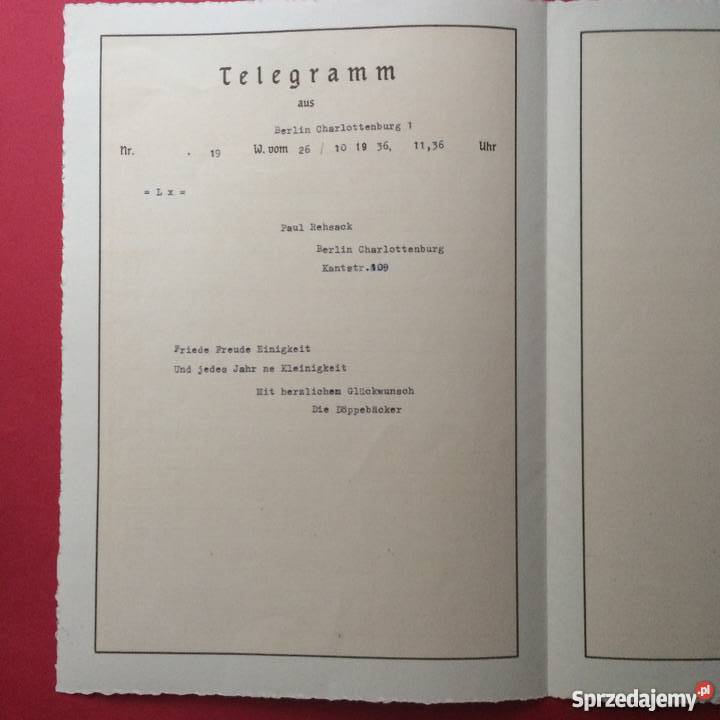 Telegramm
aus
Berlin Charlottenburg 1
Nr. . 19 W. vom 26 / 10 19 36, 11,36 Uhr
= L x =
Paul Rehsack
Berlin Charlottenburg
Kantstr.109
Friede Freude Einigkeit
Und jedes Jahr ne Kleinigkeit
Mit herzlichem Glückwunsch
Die Döppebäcker
Sprzedajemy.pl